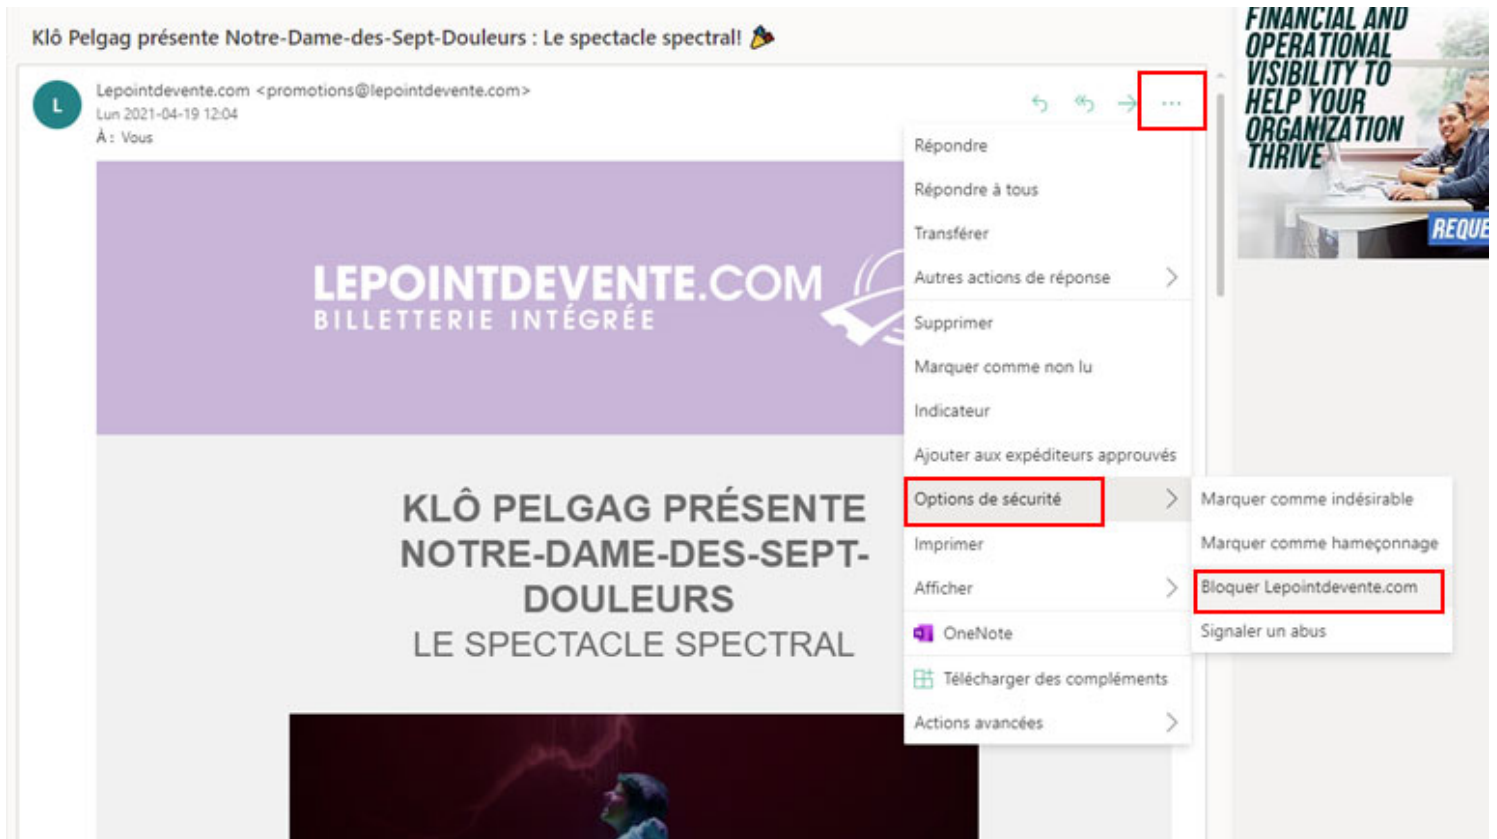 Klô Pelgag présente Notre-Dame-des-Sept-Douleurs : Le spectacle spectral!
L
Lepointdevente.com <promotions@lepointdevente.com>
Lun 2021-04-19 12:04
À : Vous
LEPOINTDEVENTE.COM
BILLETTERIE INTÉGRÉE
KLÔ PELGAG PRÉSENTE
NOTRE-DAME-DES-SEPT-
DOULEURS
LE SPECTACLE SPECTRAL
Répondre
Répondre à tous
Transférer
Autres actions de réponse
Supprimer
Marquer comme non lu
Indicateur
Ajouter aux expéditeurs approuvés
Options de sécurité
Imprimer
Afficher
OneNote
Télécharger des compléments
Actions avancées
Marquer comme indésirable
Marquer comme hameçonnage
Bloquer Lepointdevente.com
Signaler un abus
FINANCIAL AND
OPERATIONAL
VISIBILITY TO
HELP YOUR
ORGANIZATION
THRIVE
REQUE